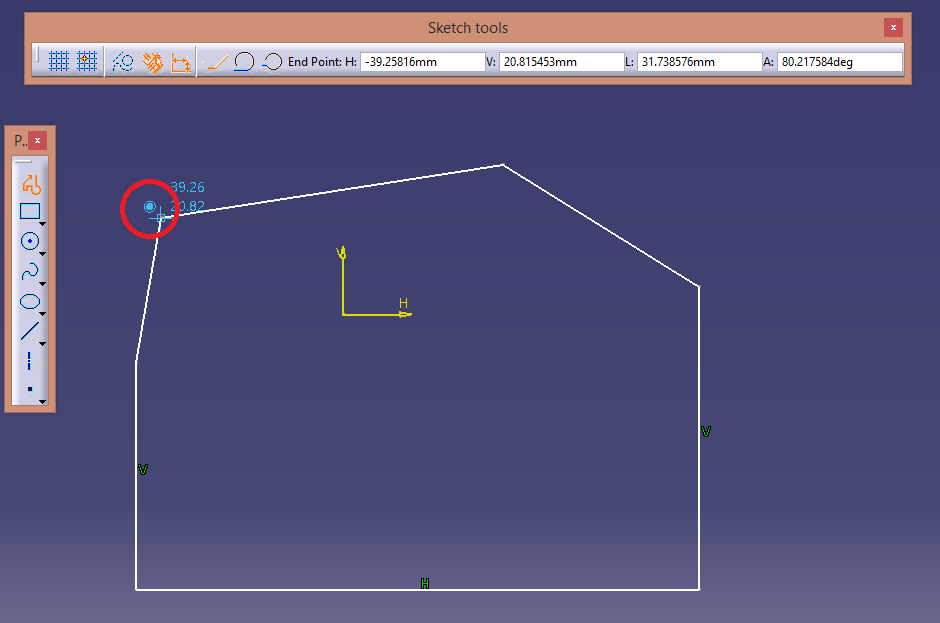 Sketch tools
x
End Point: H: -39.25816mm V: 20.815453mm L: 31.738576mm A: 80.217584deg
P.. x
39.26
20.82
V
H
V
V
H